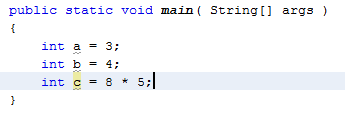 public static void main( String[] args )
{
    int a = 3;
    int b = 4;
    int c = 8 * 5;
}